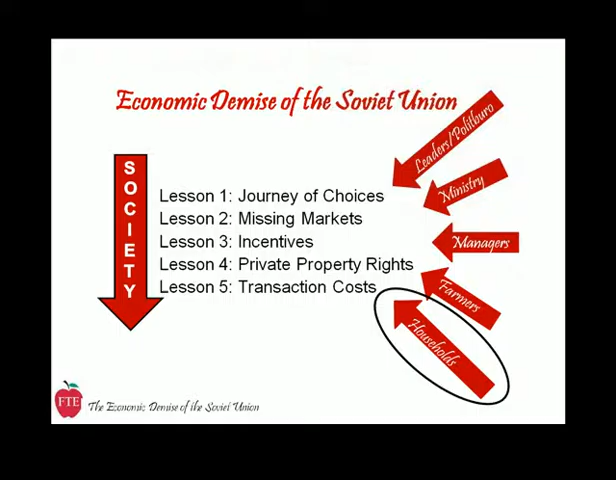 Economic Demise of the Soviet Union
Leaders/Politburo
Ministry
SOCIETY
Lesson 1: Journey of Choices
Lesson 2: Missing Markets
Lesson 3: Incentives
Managers
Lesson 4: Private Property Rights
Lesson 5: Transaction Costs
Farmers
Households
FTE
The Economic Demise of the Soviet Union